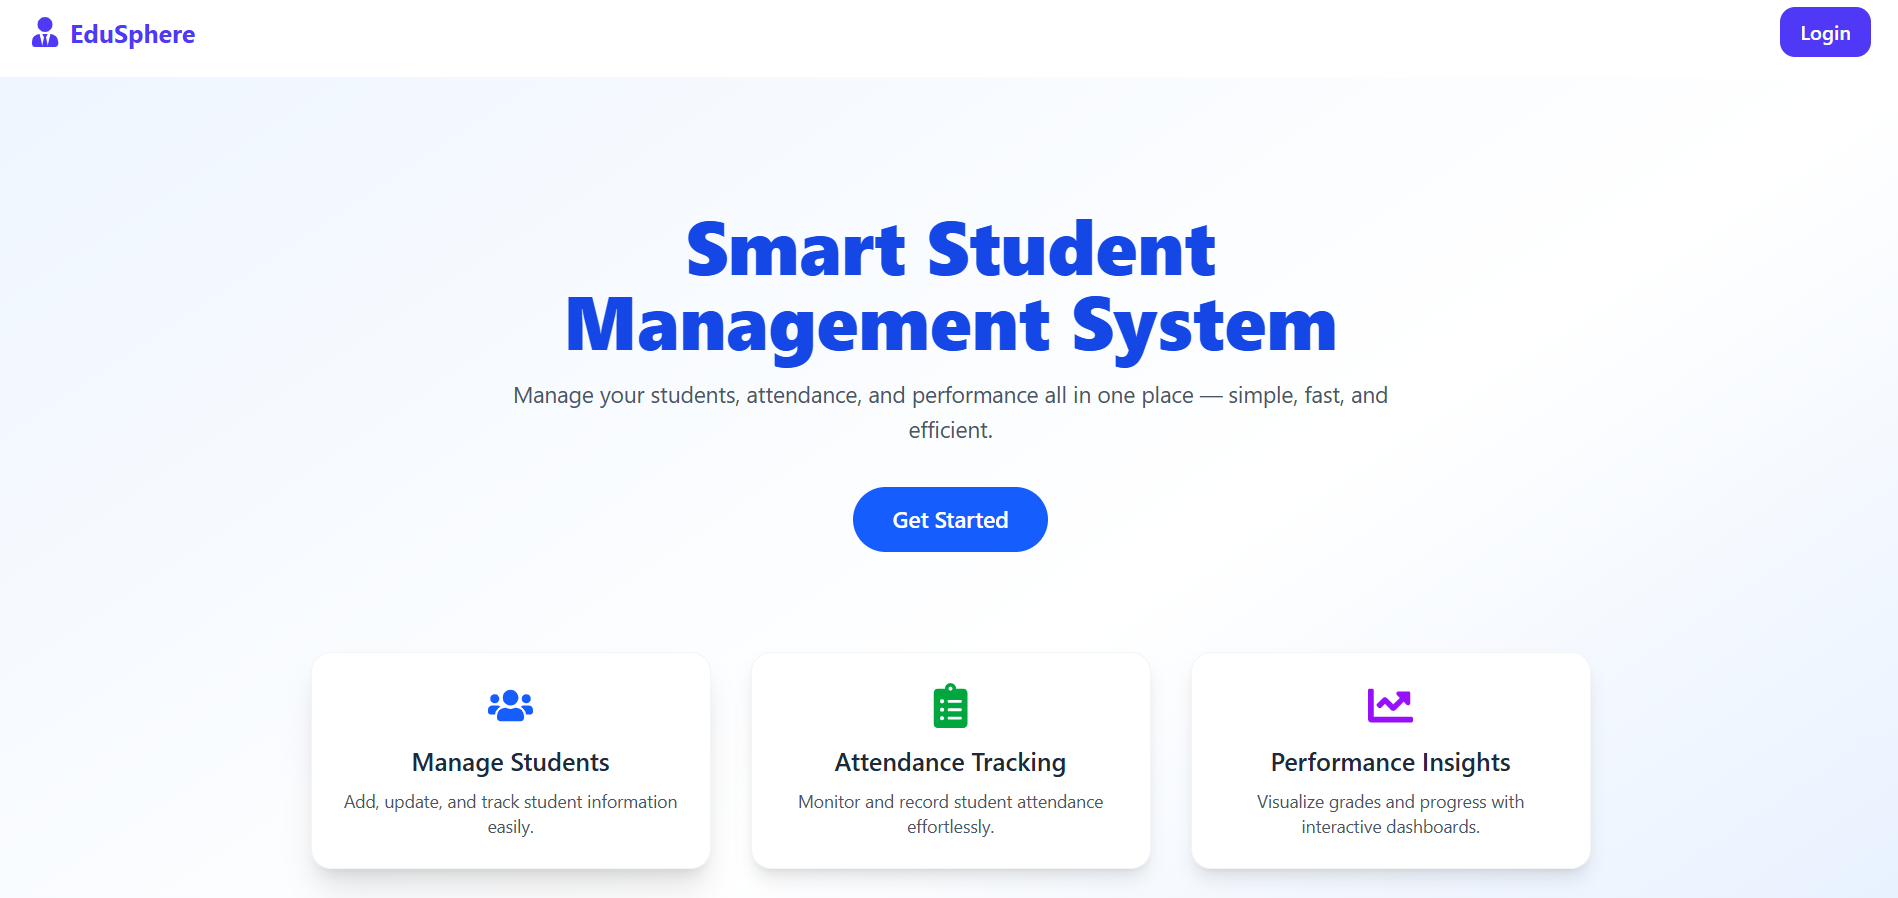 EduSphere
Login
Smart Student
Management System
Manage your students, attendance, and performance all in one place — simple, fast, and
efficient.
Get Started
Manage Students
Add, update, and track student information
easily.
Attendance Tracking
Monitor and record student attendance
effortlessly.
Performance Insights
Visualize grades and progress with
interactive dashboards.